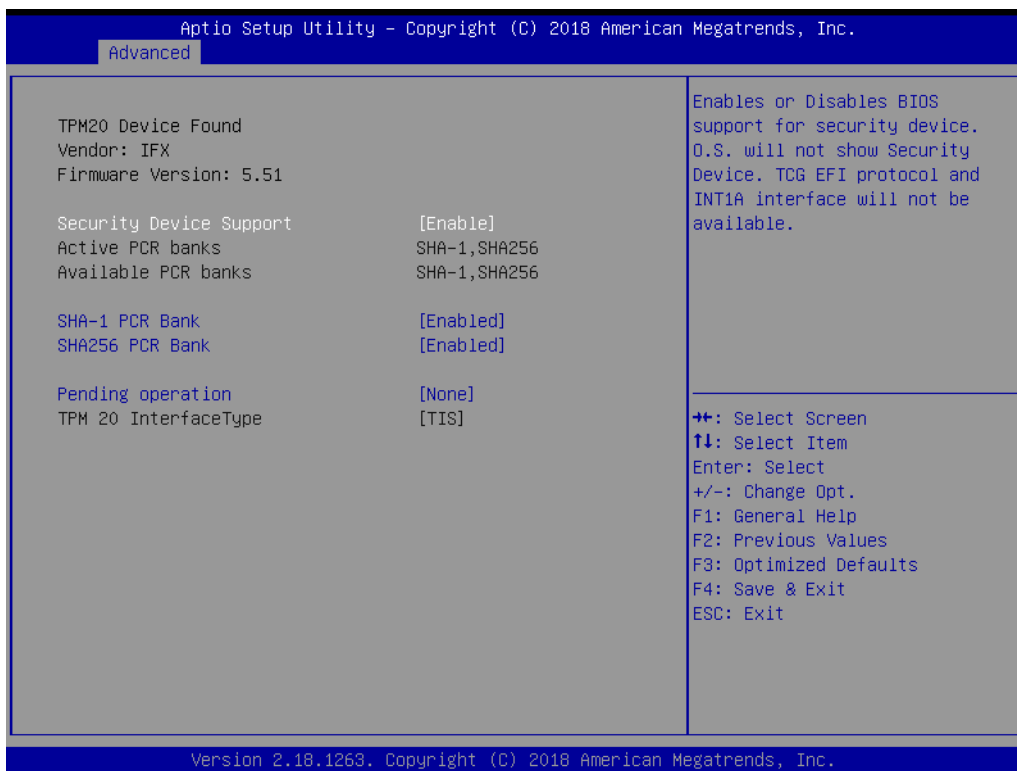 Aptio Setup Utility – Copyright (C) 2018 American Megatrends, Inc.
Advanced
TPM20 Device Found
Vendor: IFX
Firmware Version: 5.51
Security Device Support [Enable]
Active PCR banks SHA-1,SHA256
Available PCR banks SHA-1,SHA256
SHA-1 PCR Bank [Enabled]
SHA256 PCR Bank [Enabled]
Pending operation [None]
TPM 20 InterfaceType [TIS]
Enables or Disables BIOS
support for security device.
O.S. will not show Security
Device. TCG EFI protocol and
INT1A interface will not be
available.
→←: Select Screen
↑↓: Select Item
Enter: Select
+/-: Change Opt.
F1: General Help
F2: Previous Values
F3: Optimized Defaults
F4: Save & Exit
ESC: Exit
Version 2.18.1263. Copyright (C) 2018 American Megatrends, Inc.